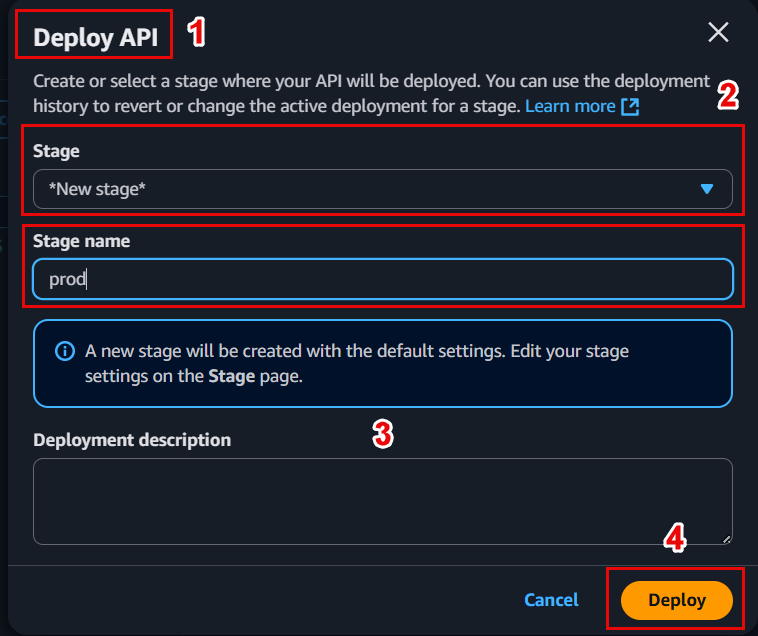 Deploy API 1
Create or select a stage where your API will be deployed. You can use the deployment
history to revert or change the active deployment for a stage. Learn more 2
Stage
*New stage*
Stage name
prod
A new stage will be created with the default settings. Edit your stage
settings on the Stage page.
3
Deployment description
4
Cancel Deploy